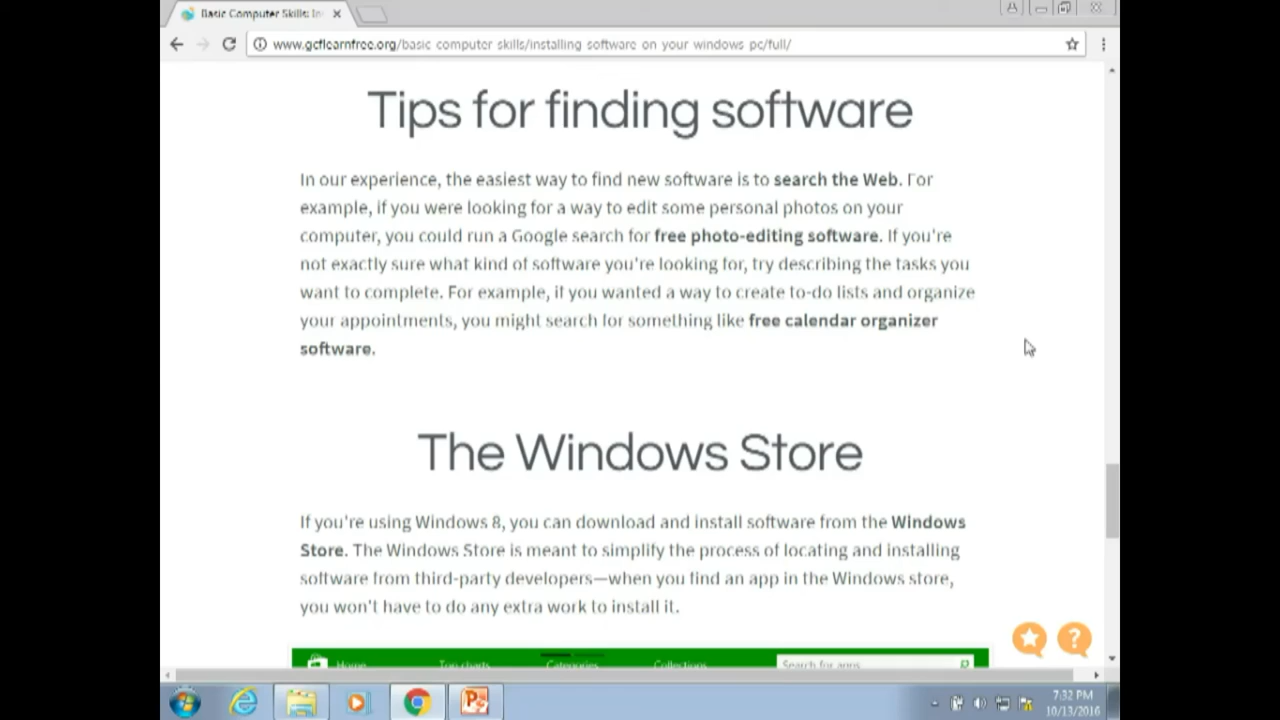 Basic Computer Skills: In
www.gcflearnfree.org/basic computer skills/installing software on your windows pc/full/
Tips for finding software
In our experience, the easiest way to find new software is to search the Web. For
example, if you were looking for a way to edit some personal photos on your
computer, you could run a Google search for free photo-editing software. If you're
not exactly sure what kind of software you're looking for, try describing the tasks you
want to complete. For example, if you wanted a way to create to-do lists and organize
your appointments, you might search for something like free calendar organizer
software.
The Windows Store
If you're using Windows 8, you can download and install software from the Windows
Store. The Windows Store is meant to simplify the process of locating and installing
software from third-party developers—when you find an app in the Windows store,
you won't have to do any extra work to install it.
Home Top charts Categories Collections Search for apps
7:32 PM
10/13/2016